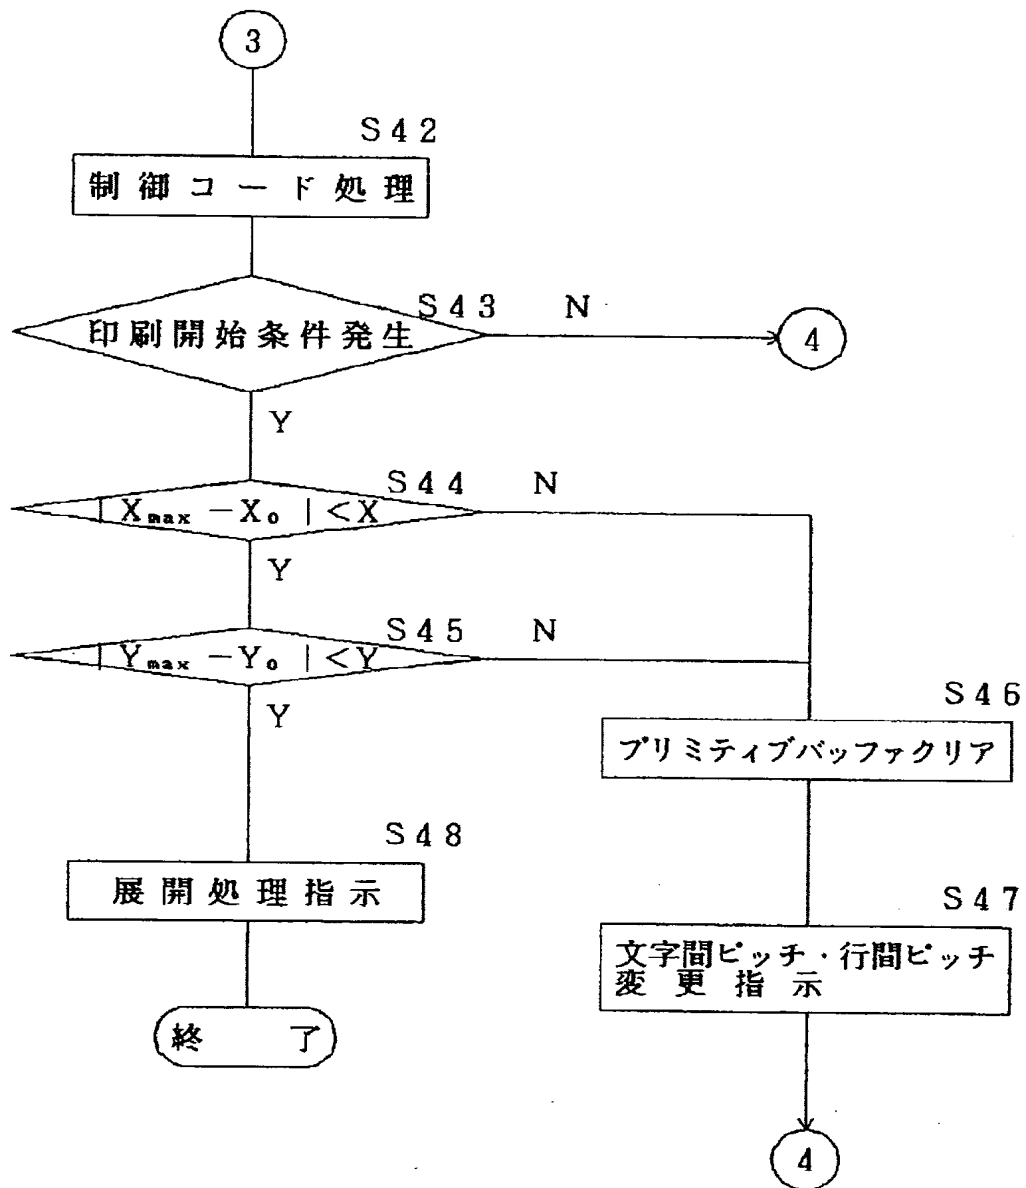 3
S42
制御コード処理
S43 N
印刷開始条件発生
4
Y
S44 N
|Xmax－X0|＜X
Y
S45 N
|Ymax－Y0|＜Y
Y
S46
プリミティブバッファクリア
S48
展開処理指示
S47
文字間ピッチ・行間ピッチ
変更指示
終了
4